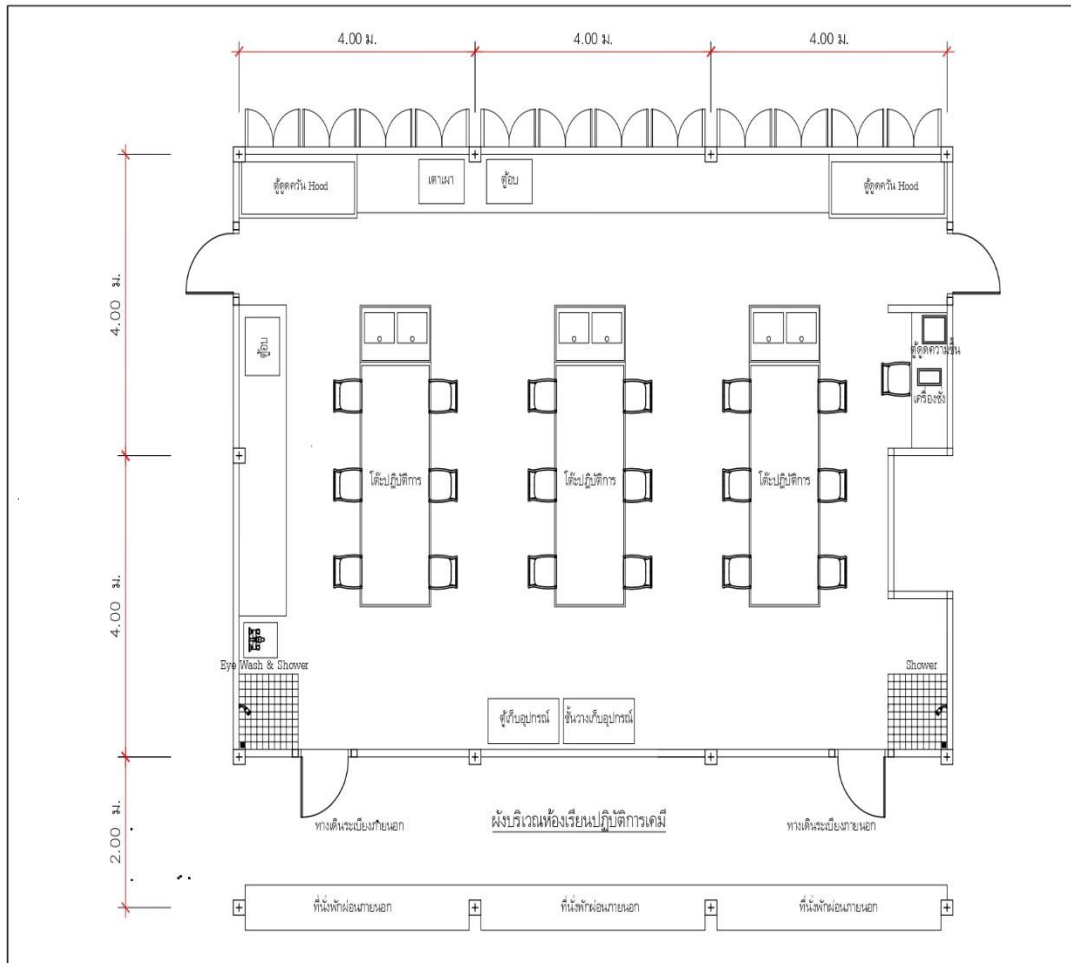 4.00 ม. 4.00 ม. 4.00 ม.
ตู้ดูดควัน Hood เตาเผา ตู้อบ ตู้ดูดควัน Hood
4.00 ม.
ตู้อบ
ตู้ดูดความชื้น
เครื่องชั่ง
โต๊ะปฏิบัติการ โต๊ะปฏิบัติการ โต๊ะปฏิบัติการ
4.00 ม.
Eye Wash & Shower Shower
ตู้เก็บอุปกรณ์ ชั้นวางเก็บอุปกรณ์
2.00 ม.
ทางเดินระเบียงภายนอก ผังบริเวณห้องเรียนปฏิบัติการเคมี ทางเดินระเบียงภายนอก
ที่นั่งพักผ่อนภายนอก ที่นั่งพักผ่อนภายนอก ที่นั่งพักผ่อนภายนอก